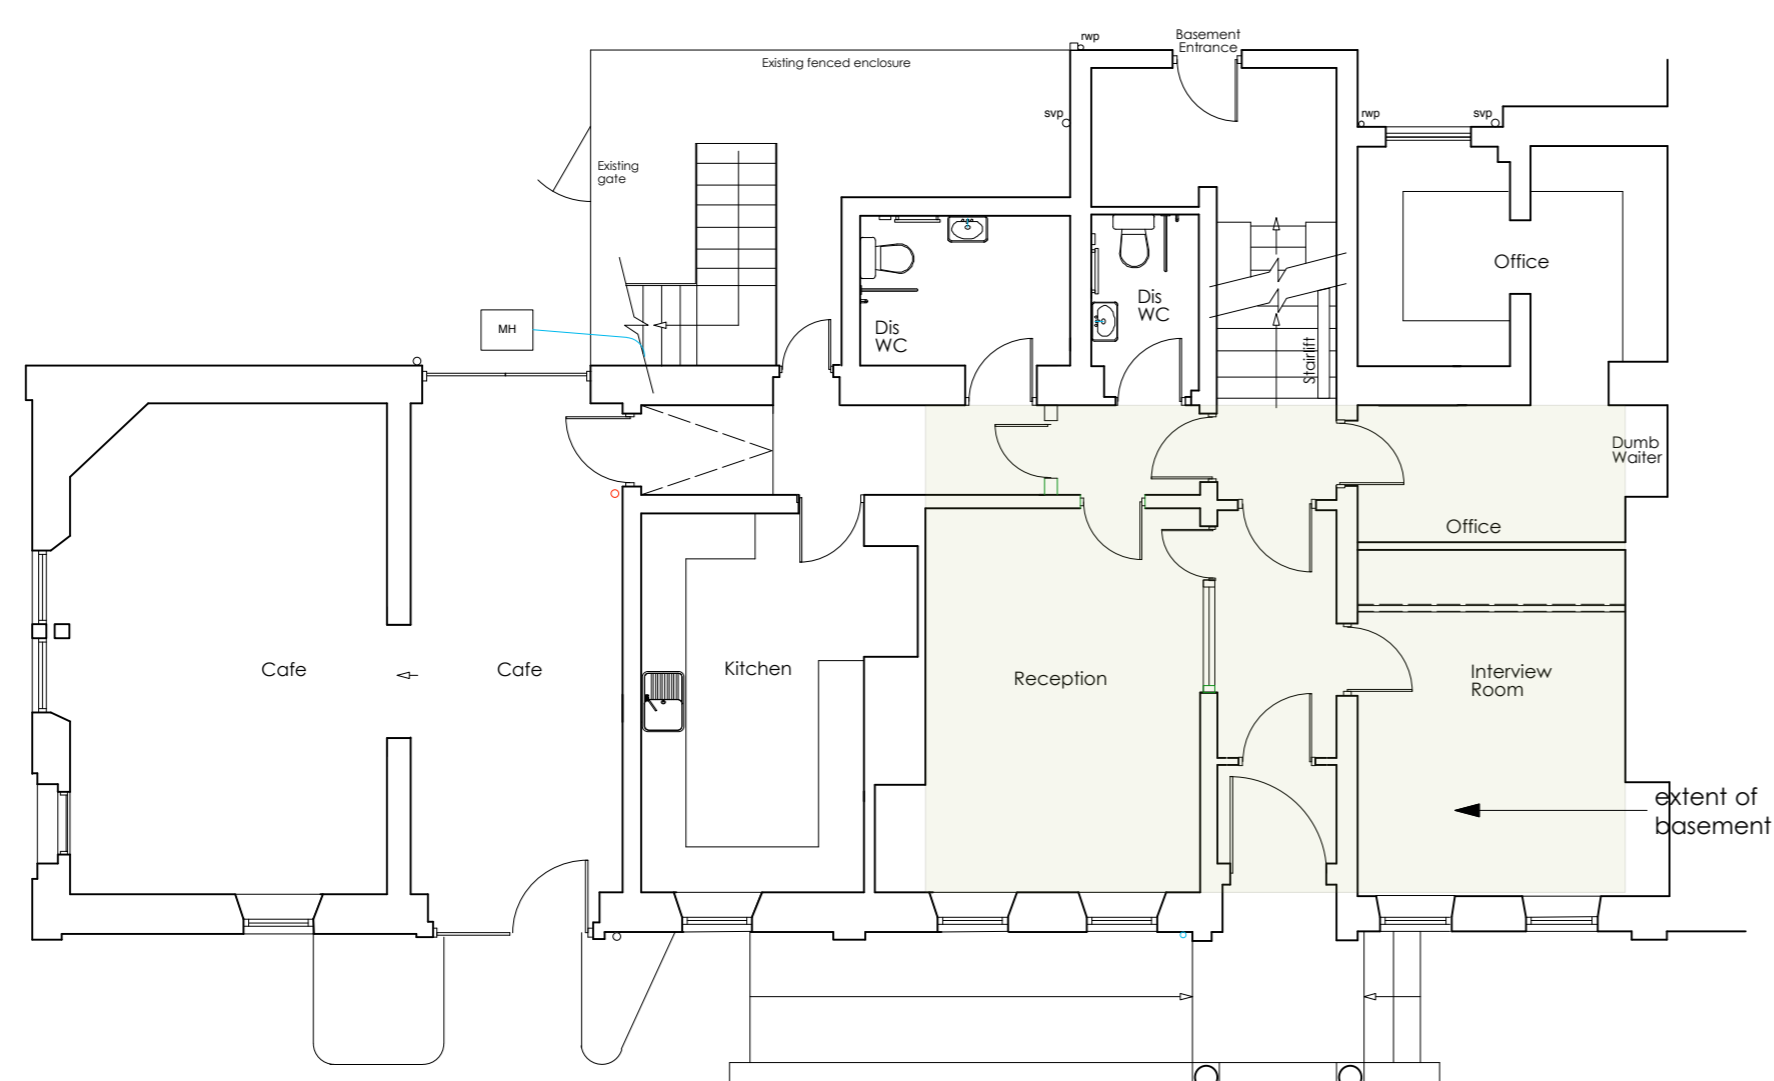 rwp
Basement
Entrance
Existing fenced enclosure
svp
rwp
svp
Existing
gate
Office
Dis
WC
Dis
WC
MH
Stairlift
Dumb
Waiter
Office
Cafe
Cafe
Kitchen
Reception
Interview
Room
extent of
basement